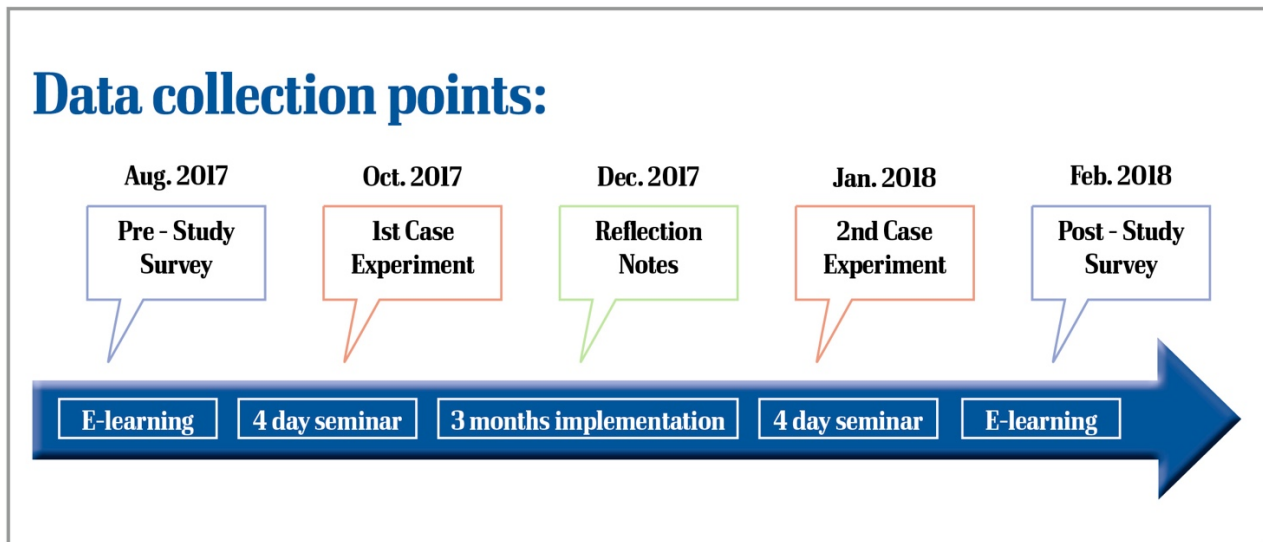 Data collection points:
Aug. 2017
Oct. 2017
Dec. 2017
Jan. 2018
Feb. 2018
Pre - Study
Survey
1st Case
Experiment
Reflection
Notes
2nd Case
Experiment
Post - Study
Survey
E-learning
4 day seminar
3 months implementation
4 day seminar
E-learning